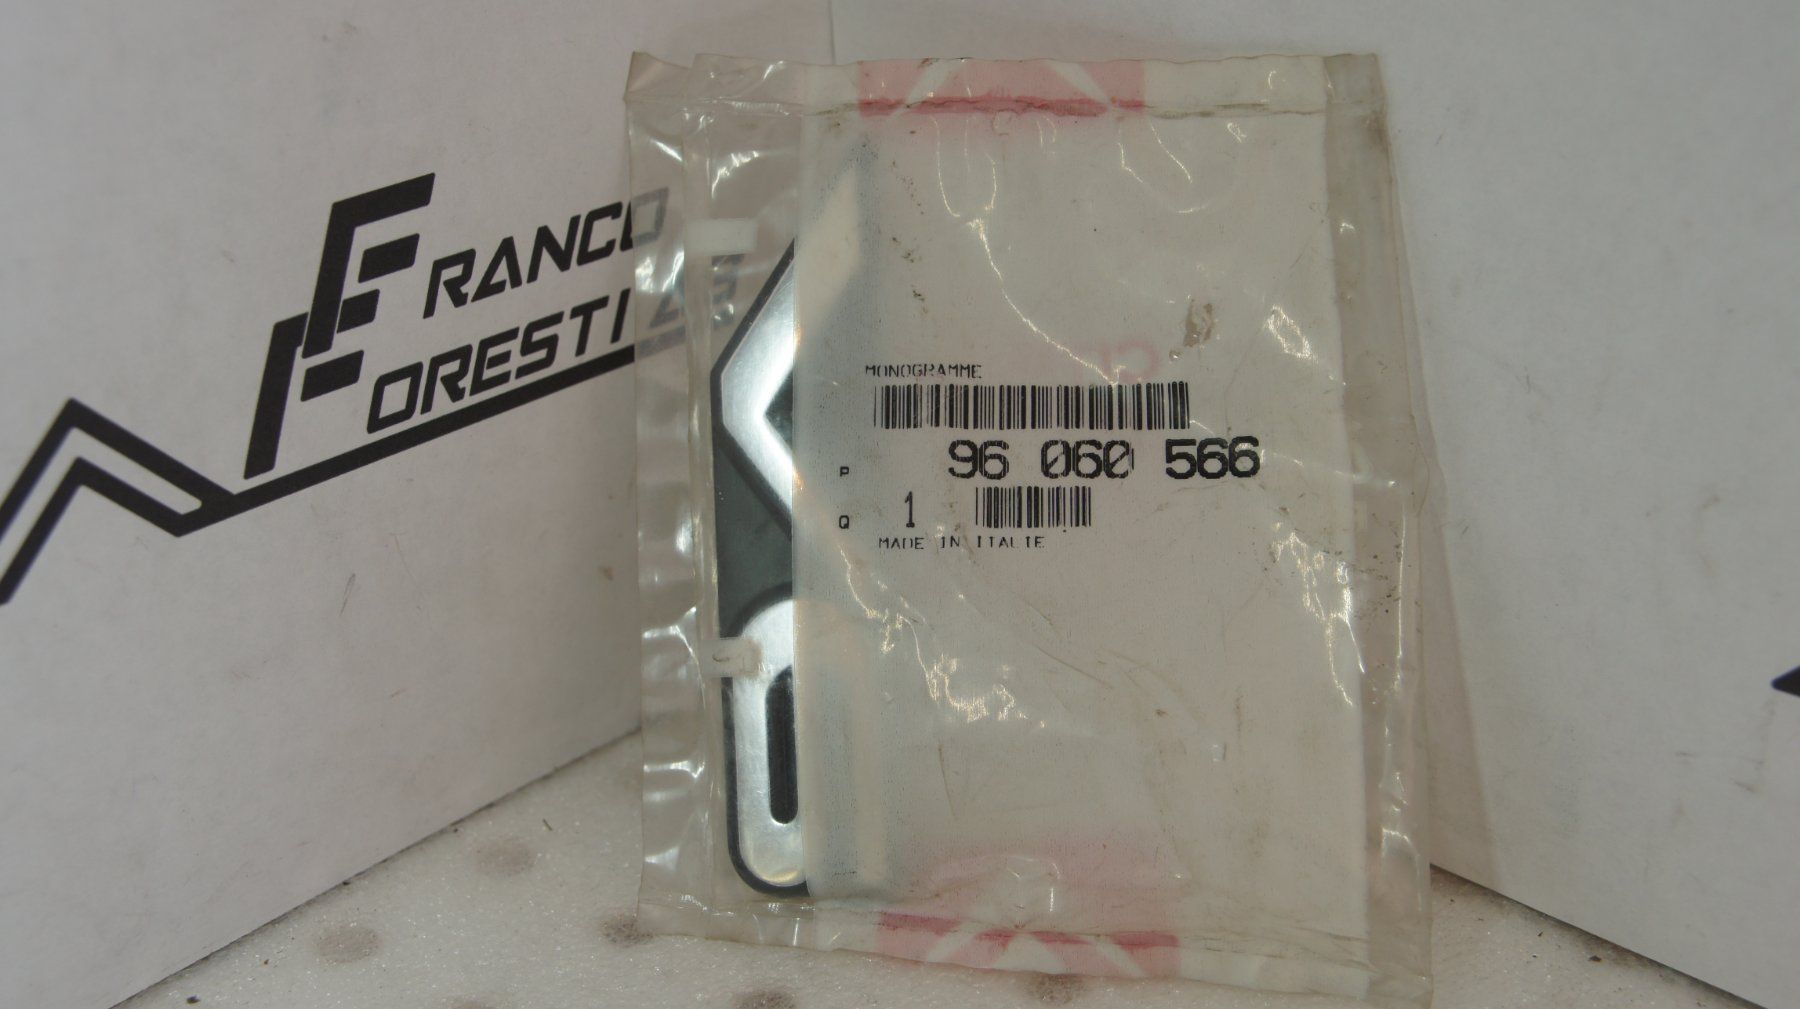 FRANCO
FORESTI
MONOGRAMME
P 96 060 566
Q 1
MADE IN ITALIE